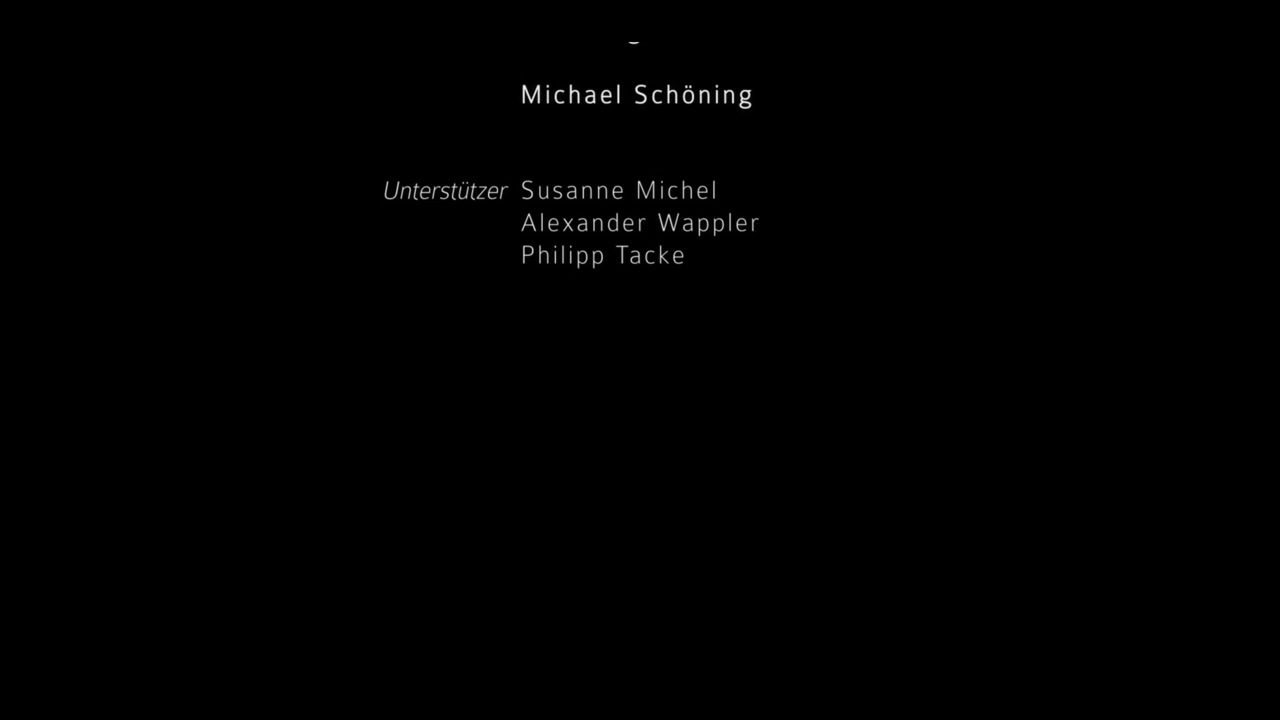 Michael Schöning
Unterstützer Susanne Michel
Alexander Wappler
Philipp Tacke